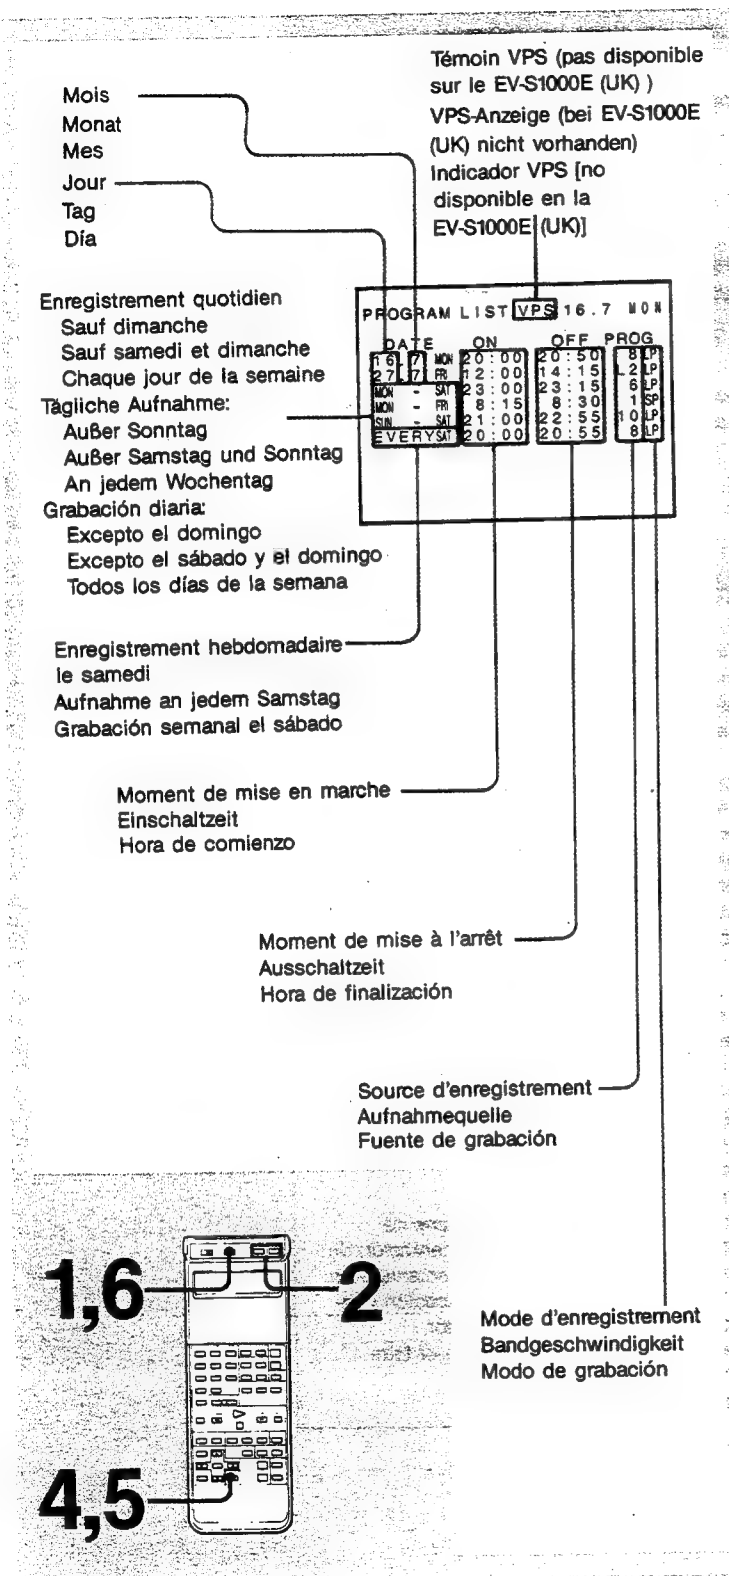 Témoin VPS (pas disponible
sur le EV-S1000E (UK) )
VPS-Anzeige (bei EV-S1000E
(UK) nicht vorhanden)
Indicador VPS [no
disponible en la
EV-S1000E (UK)]
Mois
Monat
Mes
Jour
Tag
Día
Enregistrement quotidien
Sauf dimanche
Sauf samedi et dimanche
Chaque jour de la semaine
Tägliche Aufnahme:
Außer Sonntag
Außer Samstag und Sonntag
An jedem Wochentag
Grabación diaria:
Excepto el domingo
Excepto el sábado y el domingo
Todos los días de la semana
PROGRAM LIST VPS 16.7 MON
DATE ON OFF PROG
16.7 MON 20:00 20:50 8 LP
27.7 FRI 12:00 14:15 L2 LP
MON - SAT 23:00 23:15 6 LP
MON - FRI 8:15 8:30 1 SP
SUN - SAT 21:00 22:55 10 LP
EVERY SAT 20:00 20:55 8 LP
Enregistrement hebdomadaire
le samedi
Aufnahme an jedem Samstag
Grabación semanal el sábado
Moment de mise en marche
Einschaltzeit
Hora de comienzo
Moment de mise à l'arrêt
Ausschaltzeit
Hora de finalización
Source d'enregistrement
Aufnahmequelle
Fuente de grabación
Mode d'enregistrement
Bandgeschwindigkeit
Modo de grabación
1,6
2
4,5